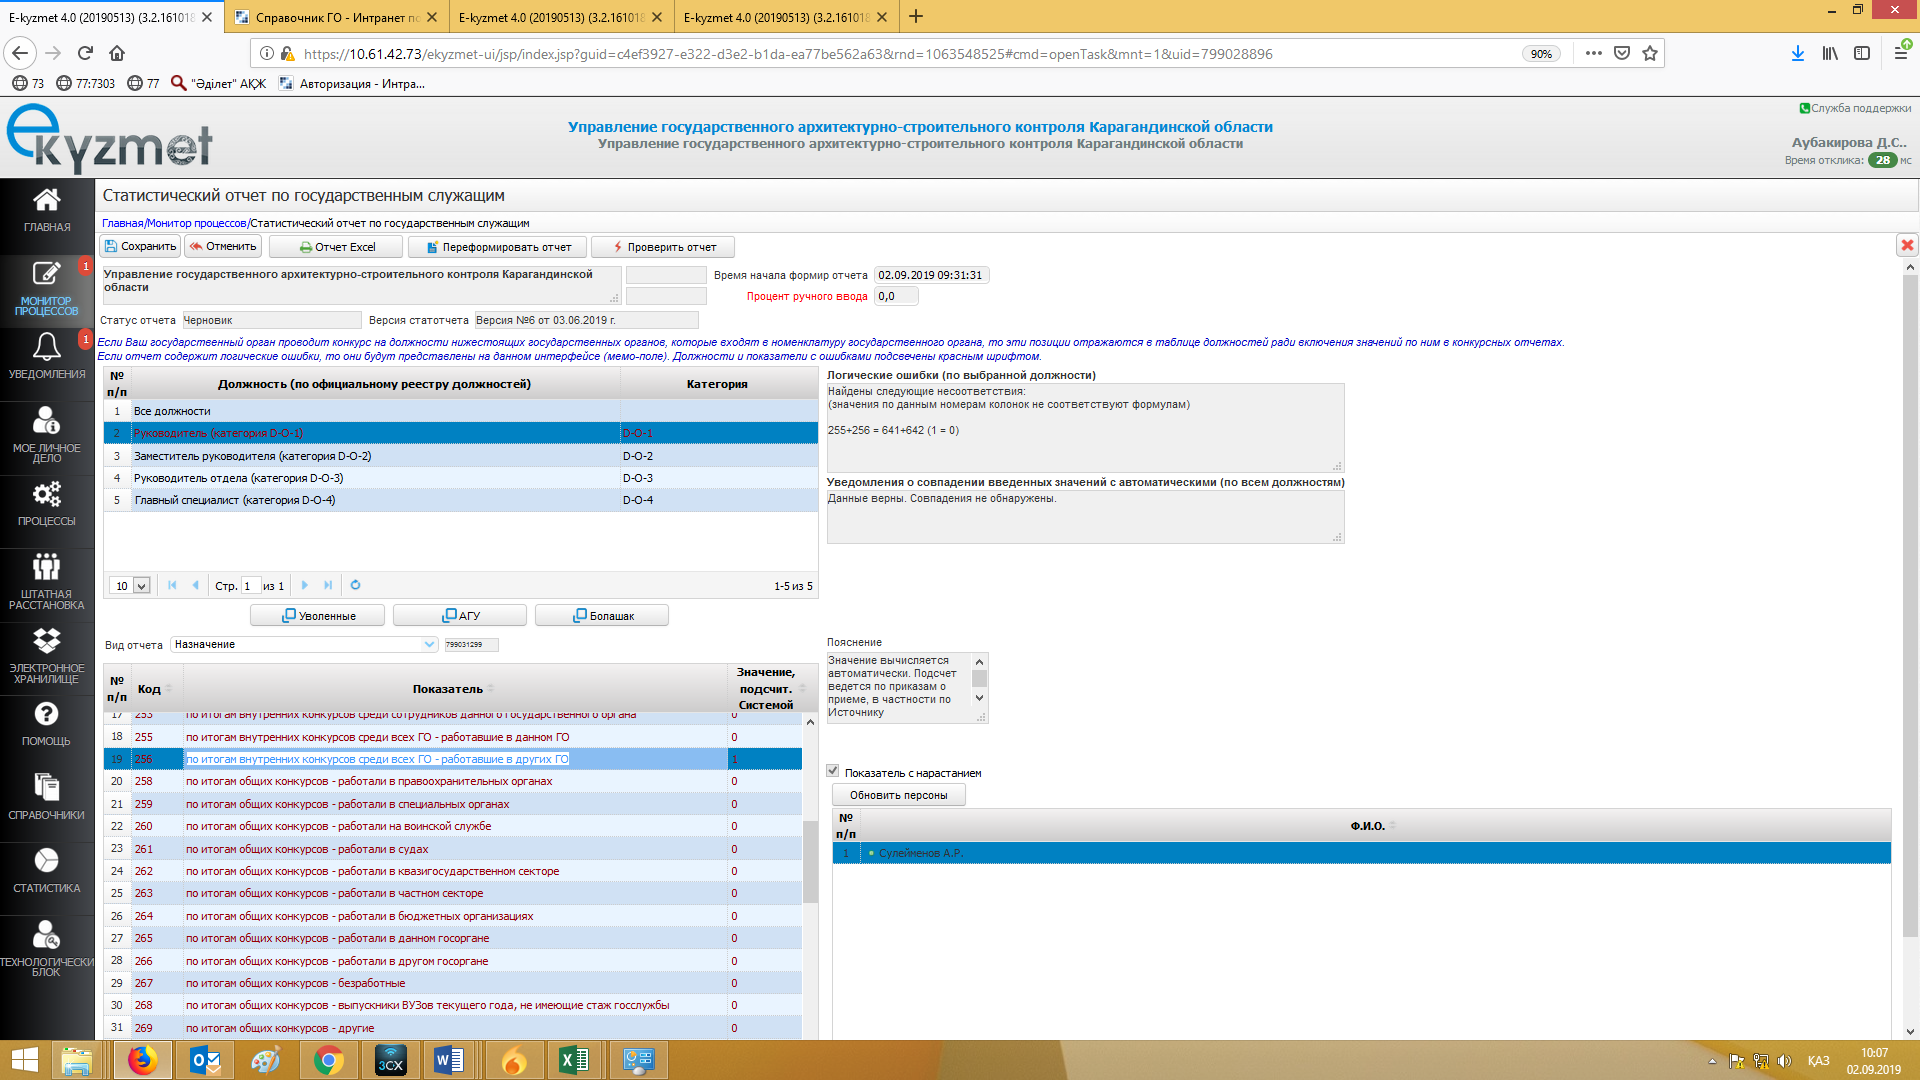 E-kyzmet 4.0 (20190513) (3.2.161018
Справочник ГО - Интранет по
E-kyzmet 4.0 (20190513) (3.2.161018
E-kyzmet 4.0 (20190513) (3.2.161018
https://10.61.42.73/ekyzmet-ui/jsp/index.jsp?guid=c4ef3927-e322-d3e2-b1da-ea77be562a63&rnd=1063548525#cmd=openTask&mnt=1&uid=799028896
90%
73
77:7303
77
"Әділет" АҚЖ
Авторизация - Интра...
ekyzmet
Управление государственного архитектурно-строительного контроля Карагандинской области
Управление государственного архитектурно-строительного контроля Карагандинской области
Служба поддержки
Аубакирова Д.С..
Время отклика: 28 мс
ГЛАВНАЯ
1
МОНИТОР ПРОЦЕССОВ
1
УВЕДОМЛЕНИЯ
МОЕ ЛИЧНОЕ ДЕЛО
ПРОЦЕССЫ
ШТАТНАЯ РАССТАНОВКА
ЭЛЕКТРОННОЕ ХРАНИЛИЩЕ
ПОМОЩЬ
СПРАВОЧНИКИ
СТАТИСТИКА
ТЕХНОЛОГИЧЕСКИ БЛОК
Статистический отчет по государственным служащим
Главная/Монитор процессов/Статистический отчет по государственным служащим
Сохранить
Отменить
Отчет Excel
Переформировать отчет
Проверить отчет
Управление государственного архитектурно-строительного контроля Карагандинской
области
Время начала формир отчета 02.09.2019 09:31:31
Процент ручного ввода 0,0
Статус отчета Черновик Версия статотчета Версия №6 от 03.06.2019 г.
Если Ваш государственный орган проводит конкурс на должности нижестоящих государственных органов, которые входят в номенклатуру государственного органа, то эти позиции отражаются в таблице должностей ради включения значений по ним в конкурсных отчетах.
Если отчет содержит логические ошибки, то они будут представлены на данном интерфейсе (мемо-поле). Должности и показатели с ошибками подсвечены красным шрифтом.
№ п/п Должность (по официальному реестру должностей) Категория
1 Все должности
2 Руководитель (категория D-O-1) D-O-1
3 Заместитель руководителя (категория D-O-2) D-O-2
4 Руководитель отдела (категория D-O-3) D-O-3
5 Главный специалист (категория D-O-4) D-O-4
10 Стр. 1 из 1 1-5 из 5
Логические ошибки (по выбранной должности)
Найдены следующие несоответствия:
(значения по данным номерам колонок не соответствуют формулам)
255+256 = 641+642 (1 = 0)
Уведомления о совпадении введенных значений с автоматическими (по всем должностям)
Данные верны. Совпадения не обнаружены.
Уволенные
АГУ
Болашак
Вид отчета Назначение 799031299
№ п/п Код Показатель Значение, подсчит. Системой
17 253 по итогам внутренних конкурсов среди сотрудников данного государственного органа 0
18 255 по итогам внутренних конкурсов среди всех ГО - работавшие в данном ГО 0
19 256 по итогам внутренних конкурсов среди всех ГО - работавшие в других ГО 1
20 258 по итогам общих конкурсов - работали в правоохранительных органах 0
21 259 по итогам общих конкурсов - работали в специальных органах 0
22 260 по итогам общих конкурсов - работали на воинской службе 0
23 261 по итогам общих конкурсов - работали в судах 0
24 262 по итогам общих конкурсов - работали в квазигосударственном секторе 0
25 263 по итогам общих конкурсов - работали в частном секторе 0
26 264 по итогам общих конкурсов - работали в бюджетных организациях 0
27 265 по итогам общих конкурсов - работали в данном госоргане 0
28 266 по итогам общих конкурсов - работали в другом госоргане 0
29 267 по итогам общих конкурсов - безработные 0
30 268 по итогам общих конкурсов - выпускники ВУЗов текущего года, не имеющие стаж госслужбы 0
31 269 по итогам общих конкурсов - другие 0
Пояснение
Значение вычисляется
автоматически. Подсчет
ведется по приказам о
приеме, в частности по
Источнику
Показатель с нарастанием
Обновить персоны
№ п/п Ф.И.О.
1 Сулейменов А.Р.
3CX
ҚАЗ
10:07
02.09.2019